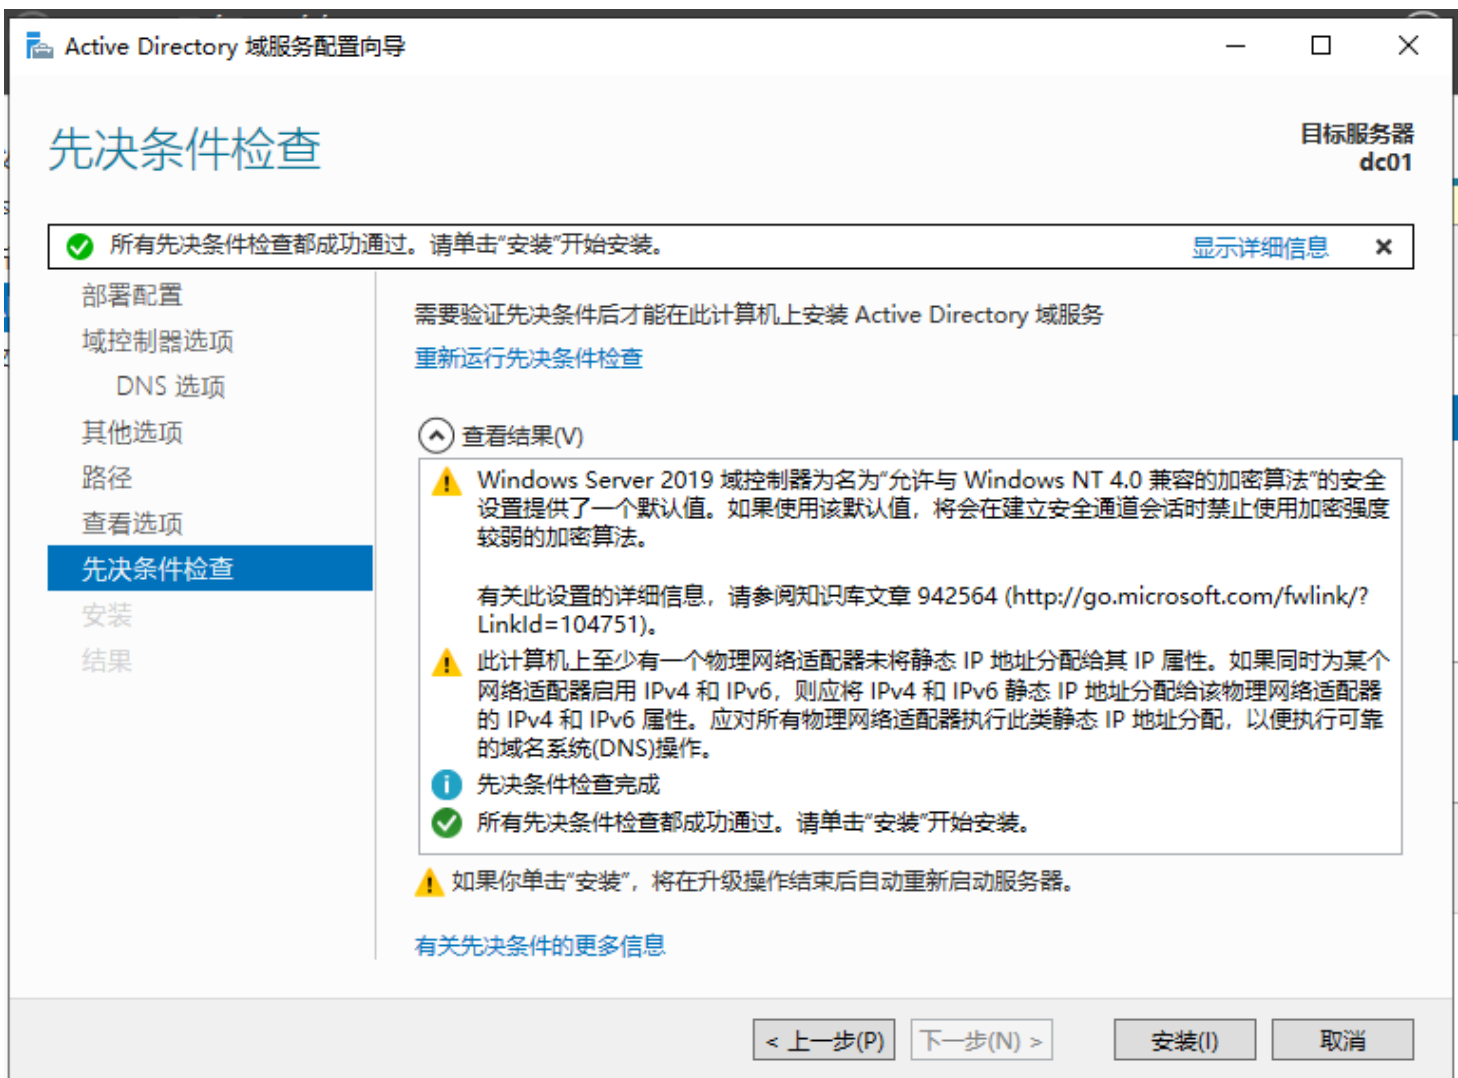 Active Directory 域服务配置向导
先决条件检查
目标服务器
dc01
所有先决条件检查都成功通过。请单击“安装”开始安装。
显示详细信息
部署配置
域控制器选项
DNS 选项
其他选项
路径
查看选项
先决条件检查
安装
结果
需要验证先决条件后才能在此计算机上安装 Active Directory 域服务
重新运行先决条件检查
查看结果(V)
Windows Server 2019 域控制器为名为“允许与 Windows NT 4.0 兼容的加密算法”的安全
设置提供了一个默认值。如果使用该默认值，将会在建立安全通道会话时禁止使用加密强度
较弱的加密算法。
有关此设置的详细信息，请参阅知识库文章 942564 (http://go.microsoft.com/fwlink/?
LinkId=104751)。
此计算机上至少有一个物理网络适配器未将静态 IP 地址分配给其 IP 属性。如果同时为某个
网络适配器启用 IPv4 和 IPv6，则应将 IPv4 和 IPv6 静态 IP 地址分配给该物理网络适配器
的 IPv4 和 IPv6 属性。应对所有物理网络适配器执行此类静态 IP 地址分配，以便执行可靠
的域名系统(DNS)操作。
先决条件检查完成
所有先决条件检查都成功通过。请单击“安装”开始安装。
如果你单击“安装”，将在升级操作结束后自动重新启动服务器。
有关先决条件的更多信息
< 上一步(P)
下一步(N) >
安装(I)
取消